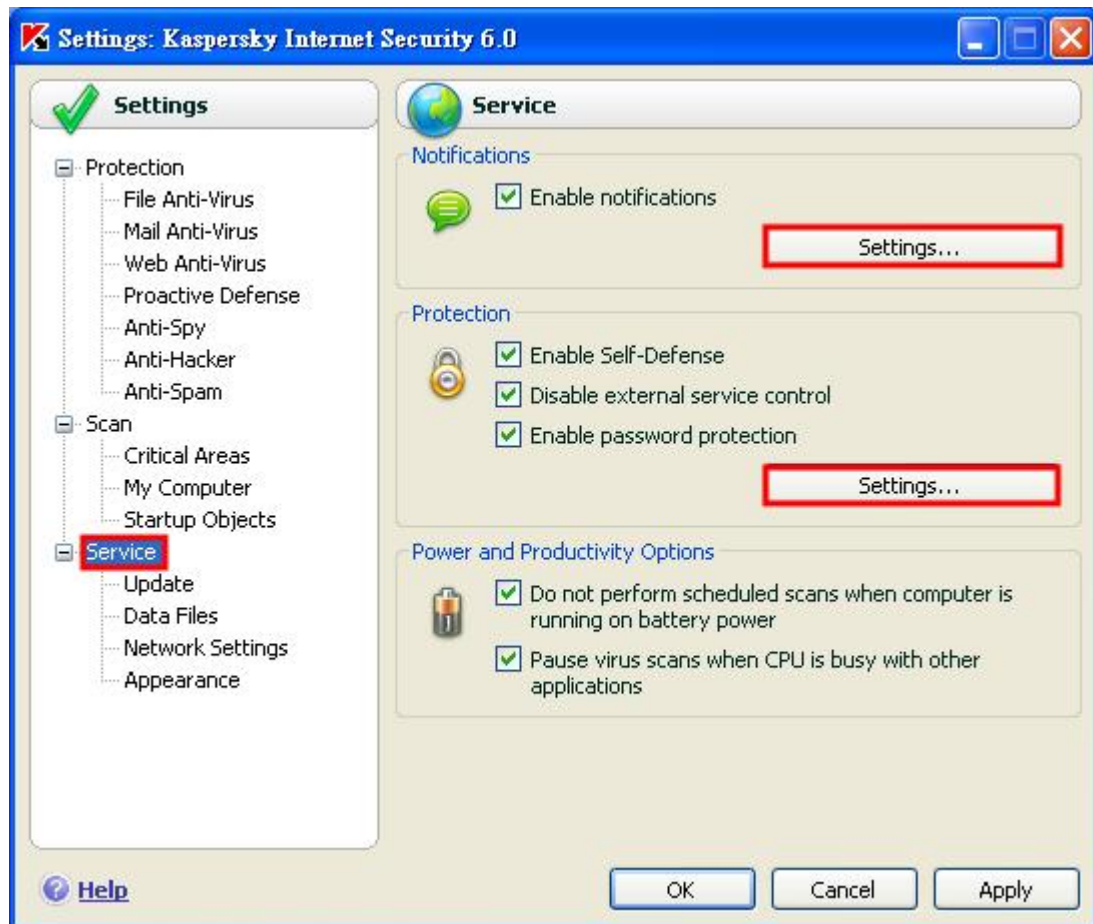 Settings: Kaspersky Internet Security 6.0
Settings
Protection
File Anti-Virus
Mail Anti-Virus
Web Anti-Virus
Proactive Defense
Anti-Spy
Anti-Hacker
Anti-Spam
Scan
Critical Areas
My Computer
Startup Objects
Service
Update
Data Files
Network Settings
Appearance
Service
Notifications
Enable notifications
Settings...
Protection
Enable Self-Defense
Disable external service control
Enable password protection
Settings...
Power and Productivity Options
Do not perform scheduled scans when computer is
running on battery power
Pause virus scans when CPU is busy with other
applications
Help
OK
Cancel
Apply